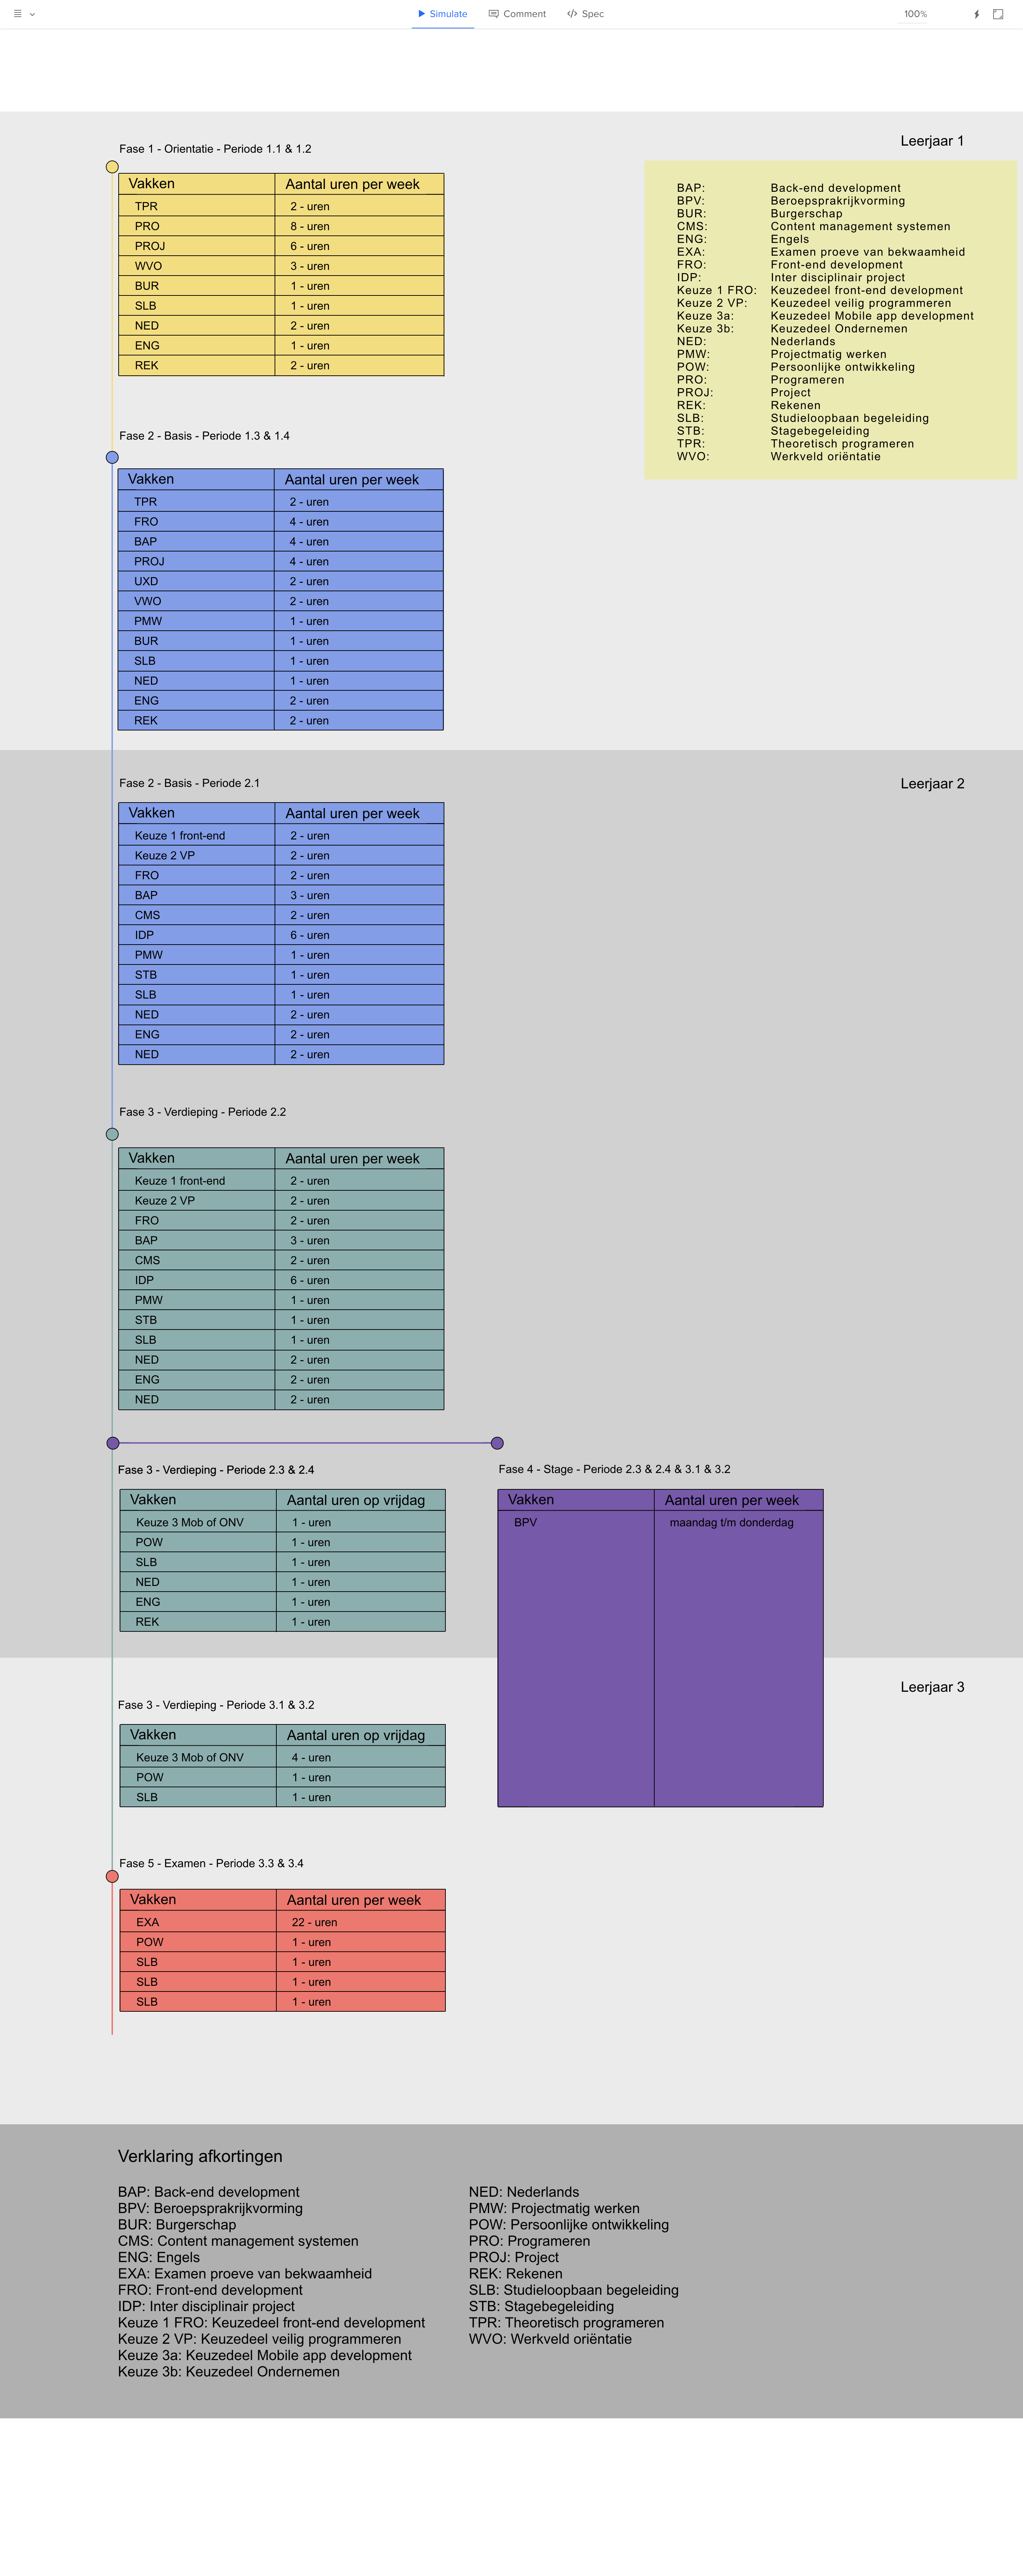 Simulate Comment Spec 100%
Leerjaar 1
Fase 1 - Orientatie - Periode 1.1 & 1.2
Vakken Aantal uren per week
TPR 2 - uren
PRO 8 - uren
PROJ 6 - uren
WVO 3 - uren
BUR 1 - uren
SLB 1 - uren
NED 2 - uren
ENG 1 - uren
REK 2 - uren
BAP: Back-end development
BPV: Beroepsprakrijkvorming
BUR: Burgerschap
CMS: Content management systemen
ENG: Engels
EXA: Examen proeve van bekwaamheid
FRO: Front-end development
IDP: Inter disciplinair project
Keuze 1 FRO: Keuzedeel front-end development
Keuze 2 VP: Keuzedeel veilig programmeren
Keuze 3a: Keuzedeel Mobile app development
Keuze 3b: Keuzedeel Ondernemen
NED: Nederlands
PMW: Projectmatig werken
POW: Persoonlijke ontwikkeling
PRO: Programeren
PROJ: Project
REK: Rekenen
SLB: Studieloopbaan begeleiding
STB: Stagebegeleiding
TPR: Theoretisch programeren
WVO: Werkveld oriëntatie
Fase 2 - Basis - Periode 1.3 & 1.4
Vakken Aantal uren per week
TPR 2 - uren
FRO 4 - uren
BAP 4 - uren
PROJ 4 - uren
UXD 2 - uren
VWO 2 - uren
PMW 1 - uren
BUR 1 - uren
SLB 1 - uren
NED 1 - uren
ENG 2 - uren
REK 2 - uren
Leerjaar 2
Fase 2 - Basis - Periode 2.1
Vakken Aantal uren per week
Keuze 1 front-end 2 - uren
Keuze 2 VP 2 - uren
FRO 2 - uren
BAP 3 - uren
CMS 2 - uren
IDP 6 - uren
PMW 1 - uren
STB 1 - uren
SLB 1 - uren
NED 2 - uren
ENG 2 - uren
NED 2 - uren
Fase 3 - Verdieping - Periode 2.2
Vakken Aantal uren per week
Keuze 1 front-end 2 - uren
Keuze 2 VP 2 - uren
FRO 2 - uren
BAP 3 - uren
CMS 2 - uren
IDP 6 - uren
PMW 1 - uren
STB 1 - uren
SLB 1 - uren
NED 2 - uren
ENG 2 - uren
NED 2 - uren
Fase 3 - Verdieping - Periode 2.3 & 2.4
Vakken Aantal uren op vrijdag
Keuze 3 Mob of ONV 1 - uren
POW 1 - uren
SLB 1 - uren
NED 1 - uren
ENG 1 - uren
REK 1 - uren
Fase 4 - Stage - Periode 2.3 & 2.4 & 3.1 & 3.2
Vakken Aantal uren per week
BPV maandag t/m donderdag
Leerjaar 3
Fase 3 - Verdieping - Periode 3.1 & 3.2
Vakken Aantal uren op vrijdag
Keuze 3 Mob of ONV 4 - uren
POW 1 - uren
SLB 1 - uren
Fase 5 - Examen - Periode 3.3 & 3.4
Vakken Aantal uren per week
EXA 22 - uren
POW 1 - uren
SLB 1 - uren
SLB 1 - uren
SLB 1 - uren
Verklaring afkortingen
BAP: Back-end development
BPV: Beroepsprakrijkvorming
BUR: Burgerschap
CMS: Content management systemen
ENG: Engels
EXA: Examen proeve van bekwaamheid
FRO: Front-end development
IDP: Inter disciplinair project
Keuze 1 FRO: Keuzedeel front-end development
Keuze 2 VP: Keuzedeel veilig programmeren
Keuze 3a: Keuzedeel Mobile app development
Keuze 3b: Keuzedeel Ondernemen
NED: Nederlands
PMW: Projectmatig werken
POW: Persoonlijke ontwikkeling
PRO: Programeren
PROJ: Project
REK: Rekenen
SLB: Studieloopbaan begeleiding
STB: Stagebegeleiding
TPR: Theoretisch programeren
WVO: Werkveld oriëntatie